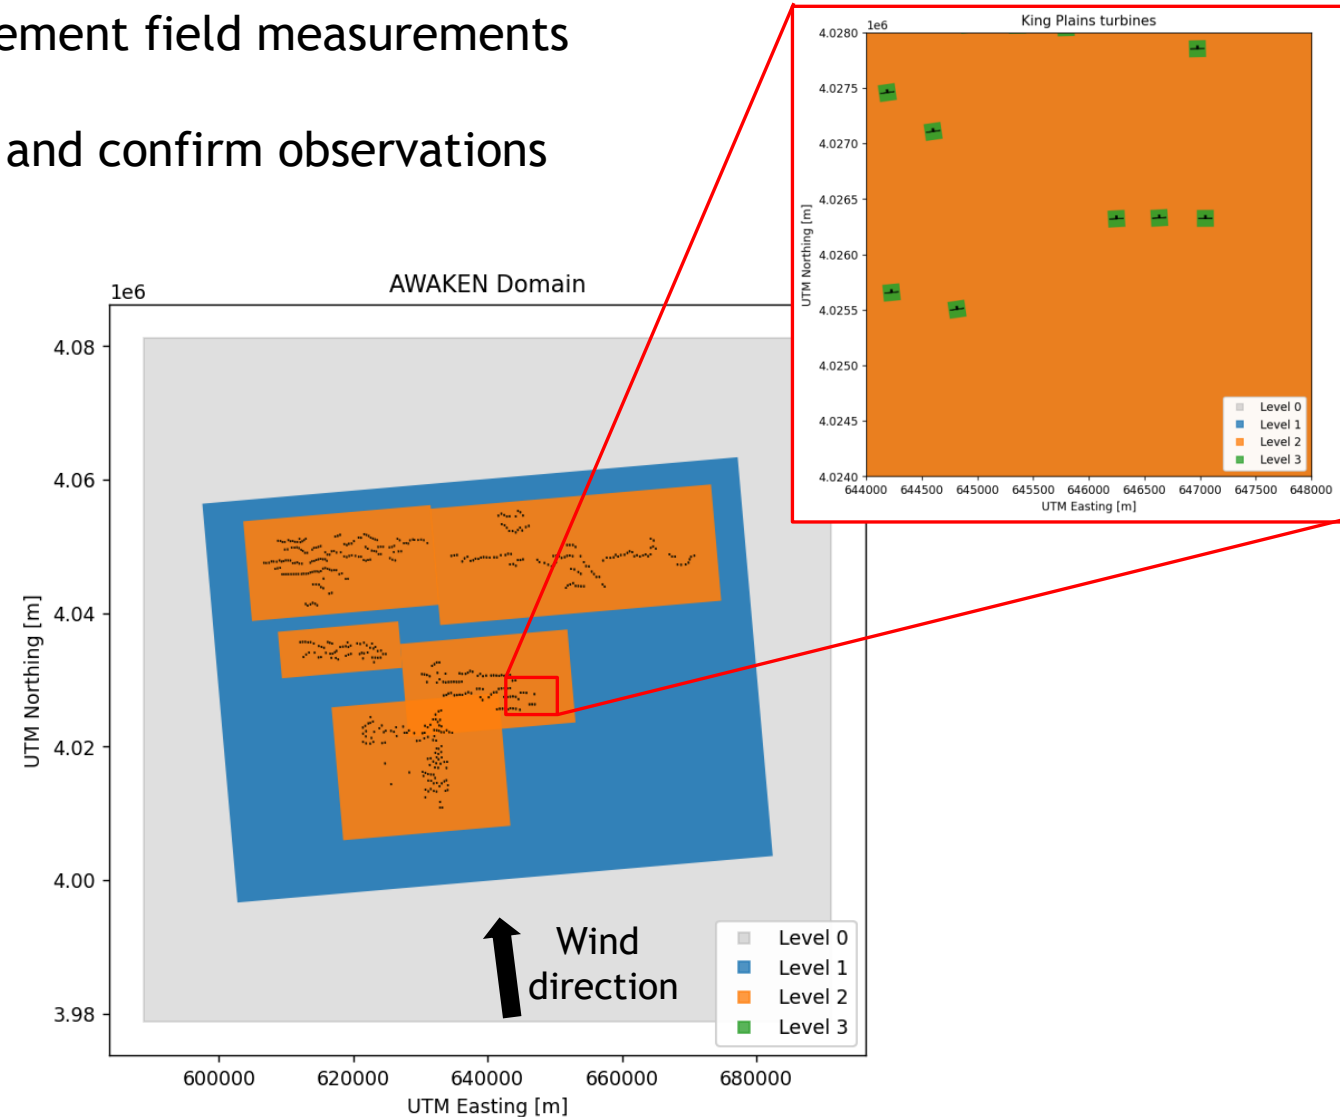 ement field measurements
and confirm observations
King Plains turbines
1e6
4.0280
4.0275
4.0270
4.0265
4.0260
4.0255
4.0250
4.0245
4.0240
UTM Northing [m]
644000 644500 645000 645500 646000 646500 647000 647500 648000
UTM Easting [m]
Level 0
Level 1
Level 2
Level 3
AWAKEN Domain
1e6
4.08
4.06
4.04
4.02
4.00
3.98
UTM Northing [m]
600000 620000 640000 660000 680000
UTM Easting [m]
Wind
direction
Level 0
Level 1
Level 2
Level 3